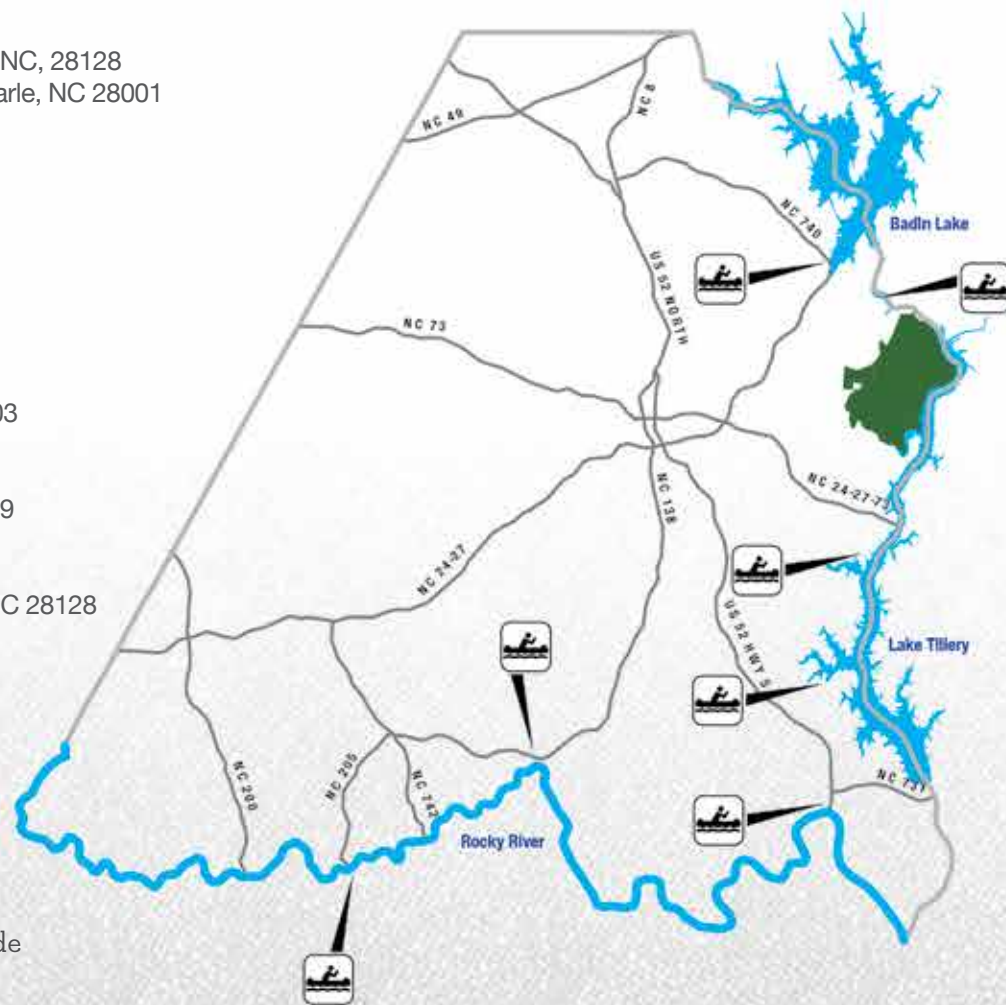 NC, 28128
arle, NC 28001
NC 49
NC 8
NC 740
Badin Lake
US 52 NORTH
NC 73
03
NC 138
NC 24-27-73
9
NC 24-27
C 28128
US 52 HWY S
Lake Tillery
NC 200
NC 205
NC 742
NC 731
Rocky River
de